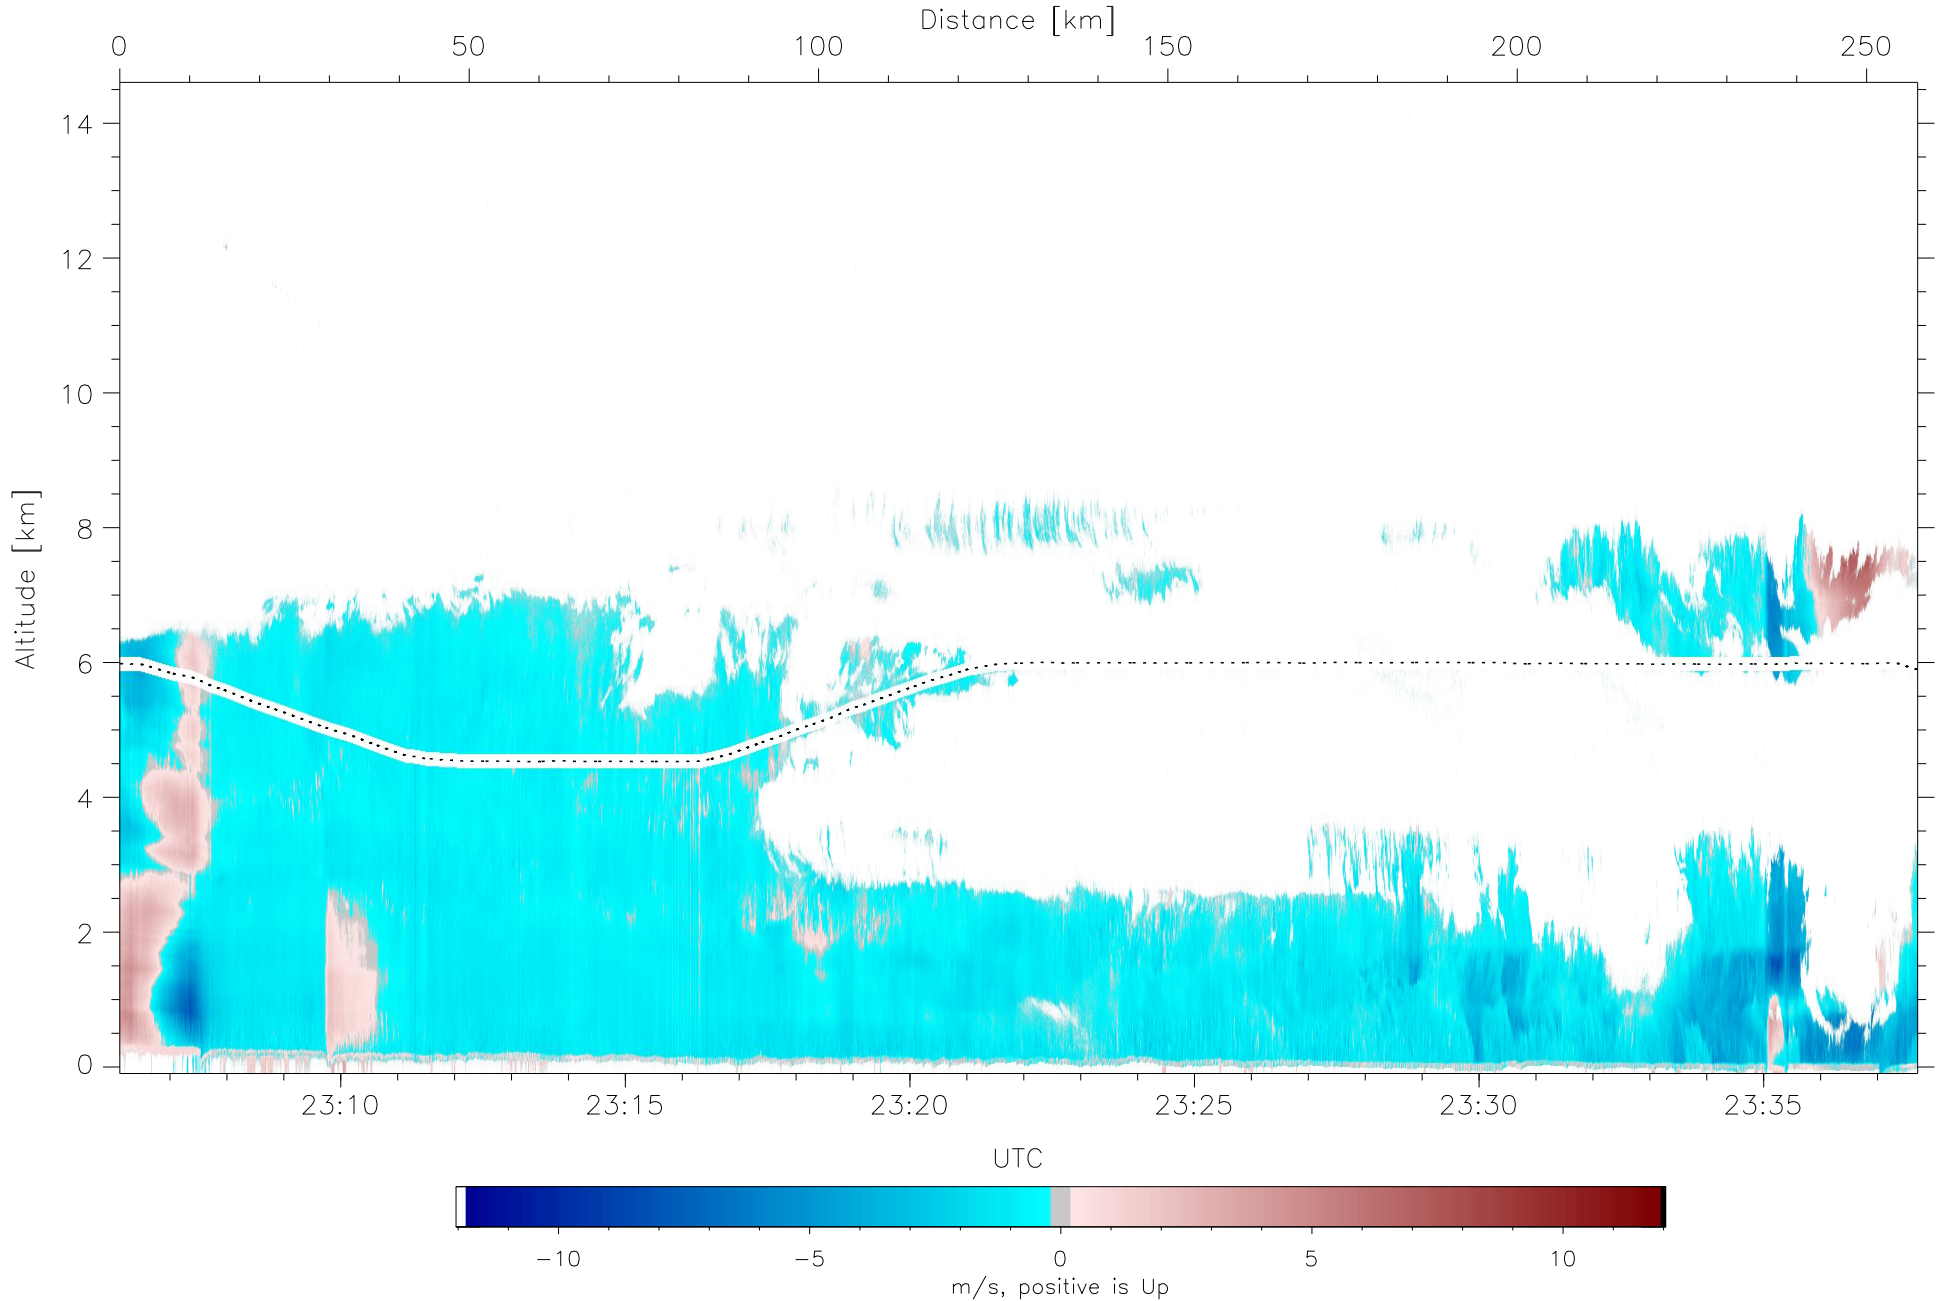 Distance [km]
0 50 100 150 200 250
14
12
10
8
6
4
2
0
Altitude [km]
23:10 23:15 23:20 23:25 23:30 23:35
UTC
−10 −5 0 5 10
m/s, positive is Up